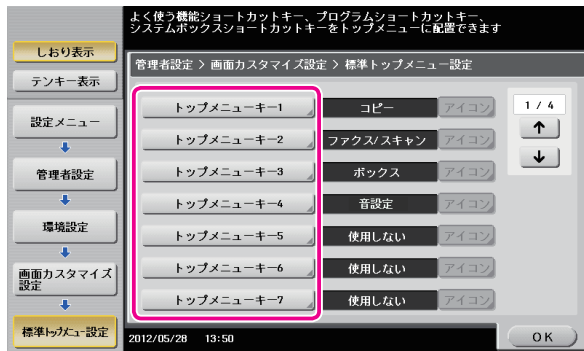 よく使う機能ショートカットキー、プログラムショートカットキー、
システムボックスショートカットキーをトップメニューに配置できます
しおり表示
テンキー表示
設定メニュー
管理者設定
環境設定
画面カスタマイズ
設定
標準トップメニュー設定
管理者設定 > 画面カスタマイズ設定 > 標準トップメニュー設定
トップメニューキー1 コピー アイコン
トップメニューキー2 ファクス/スキャン アイコン
トップメニューキー3 ボックス アイコン
トップメニューキー4 音設定 アイコン
トップメニューキー5 使用しない アイコン
トップメニューキー6 使用しない アイコン
トップメニューキー7 使用しない アイコン
1 / 4
↑
↓
2012/05/28 13:50
OK